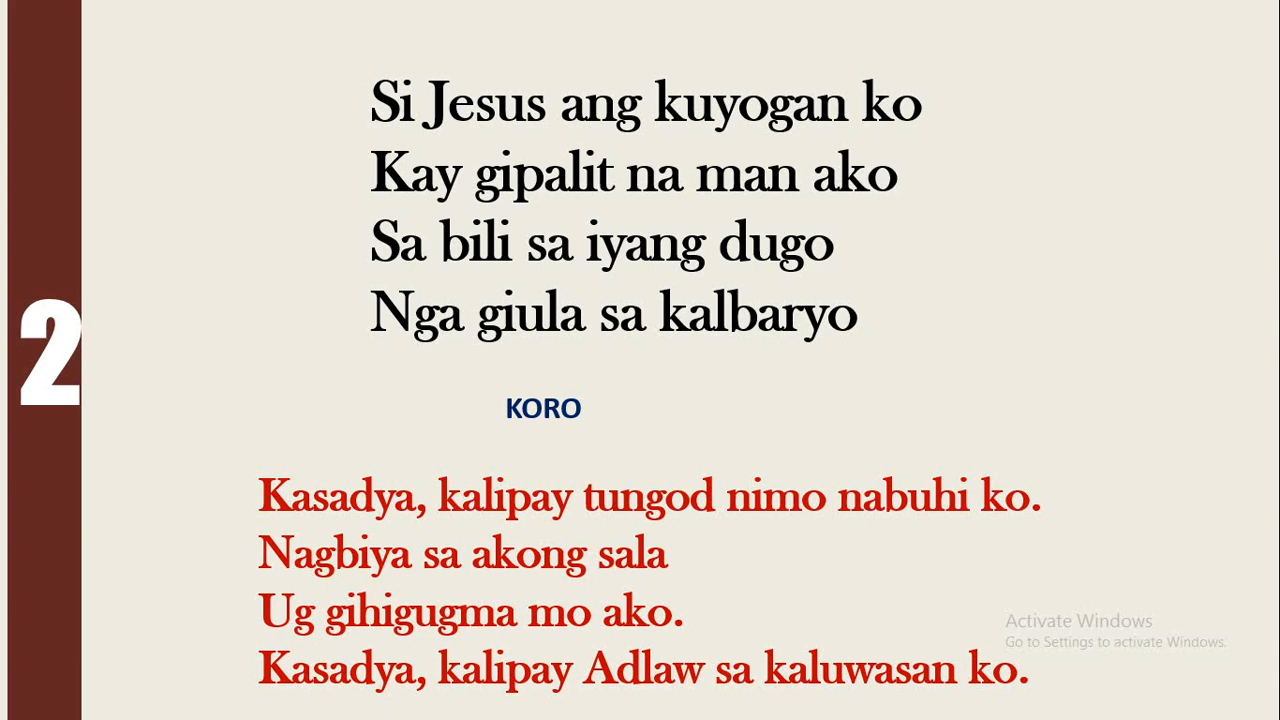 Si Jesus ang kuyogan ko
Kay gipalit na man ako
Sa bili sa iyang dugo
Nga giula sa kalbaryo
2
KORO
Kasadya, kalipay tungod nimo nabuhi ko.
Nagbiya sa akong sala
Ug gihigugma mo ako.
Kasadya, kalipay Adlaw sa kaluwasan ko.
Activate Windows
Go to Settings to activate Windows.